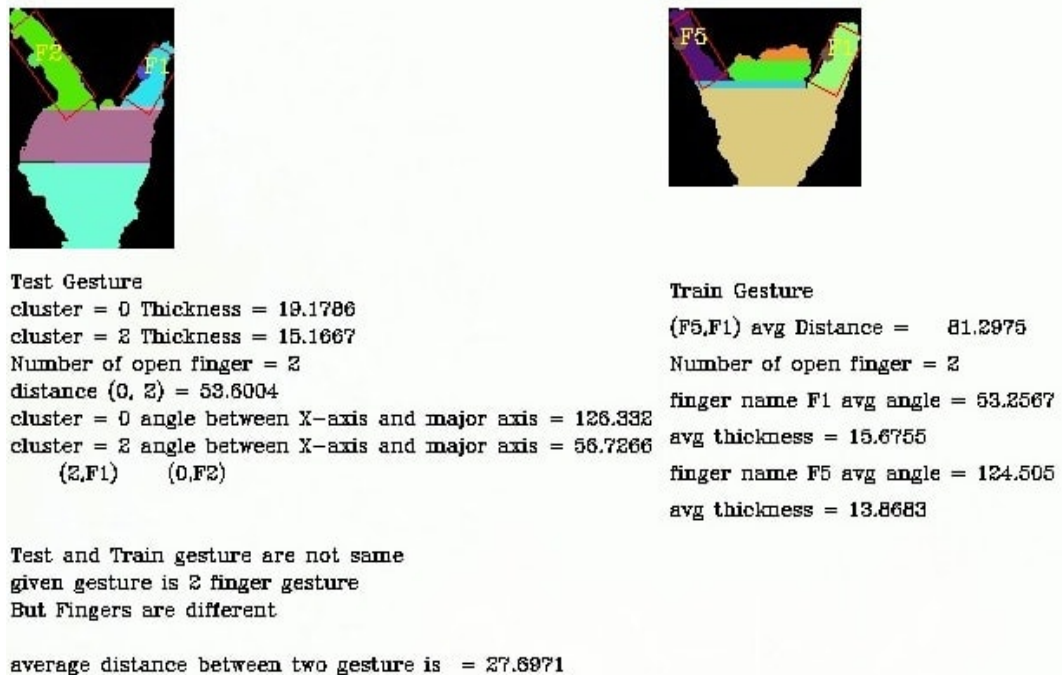 F2
F1
F5
F1
Test Gesture
cluster = 0 Thickness = 19.1786
cluster = 2 Thickness = 15.1667
Number of open finger = 2
distance (0, 2) = 53.6004
cluster = 0 angle between X-axis and major axis = 126.332
cluster = 2 angle between X-axis and major axis = 56.7266
(2,F1) (0,F2)
Train Gesture
(F5,F1) avg Distance = 81.2975
Number of open finger = 2
finger name F1 avg angle = 53.2567
avg thickness = 15.6755
finger name F5 avg angle = 124.505
avg thickness = 13.8683
Test and Train gesture are not same
given gesture is 2 finger gesture
But Fingers are different
average distance between two gesture is = 27.6971